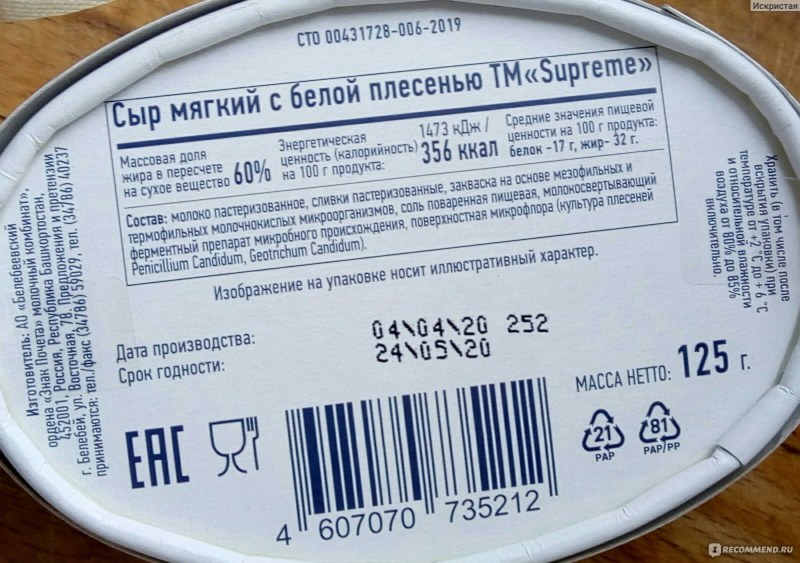 Искристая
СТО 00431728-006-2019
Сыр мягкий с белой плесенью ТМ«Supreme»
Массовая доля
жира в пересчете
на сухое вещество 60%
Энергетическая
ценность (калорийность)
на 100 г продукта:
1473 кДж /
356 ккал
Средние значения пищевой
ценности на 100 г продукта:
белок -17 г, жир- 32 г.
Состав: молоко пастеризованное, сливки пастеризованные, закваска на основе мезофильных и
термофильных молочнокислых микроорганизмов, соль поваренная пищевая, молокосвертывающий
ферментный препарат микробного происхождения, поверхностная микрофлора (культура плесеней
Penicillium Candidum, Geotrichum Candidum).
Изображение на упаковке носит иллюстративный характер.
Дата производства:
Срок годности:
04\04\20 252
24\05\20
МАССА НЕТТО: 125 г.
EAC
21
PAP
81
PAP/PP
4 607070 735212
Изготовитель: АО «Белебеевский
ордена «Знак Почета» молочный комбинат»,
452001, Россия, Республика Башкортостан,
г. Белебей, ул. Восточная, 78. Предложения и претензии
принимаются: тел./факс (34786) 59029, тел. (34786) 40237
Хранить (в том числе после
вскрытия упаковки) при
температуре от +2 °С до + 6 °С
и относительной влажности
воздуха от 80% до 85%
включительно.
IRECOMMEND.RU